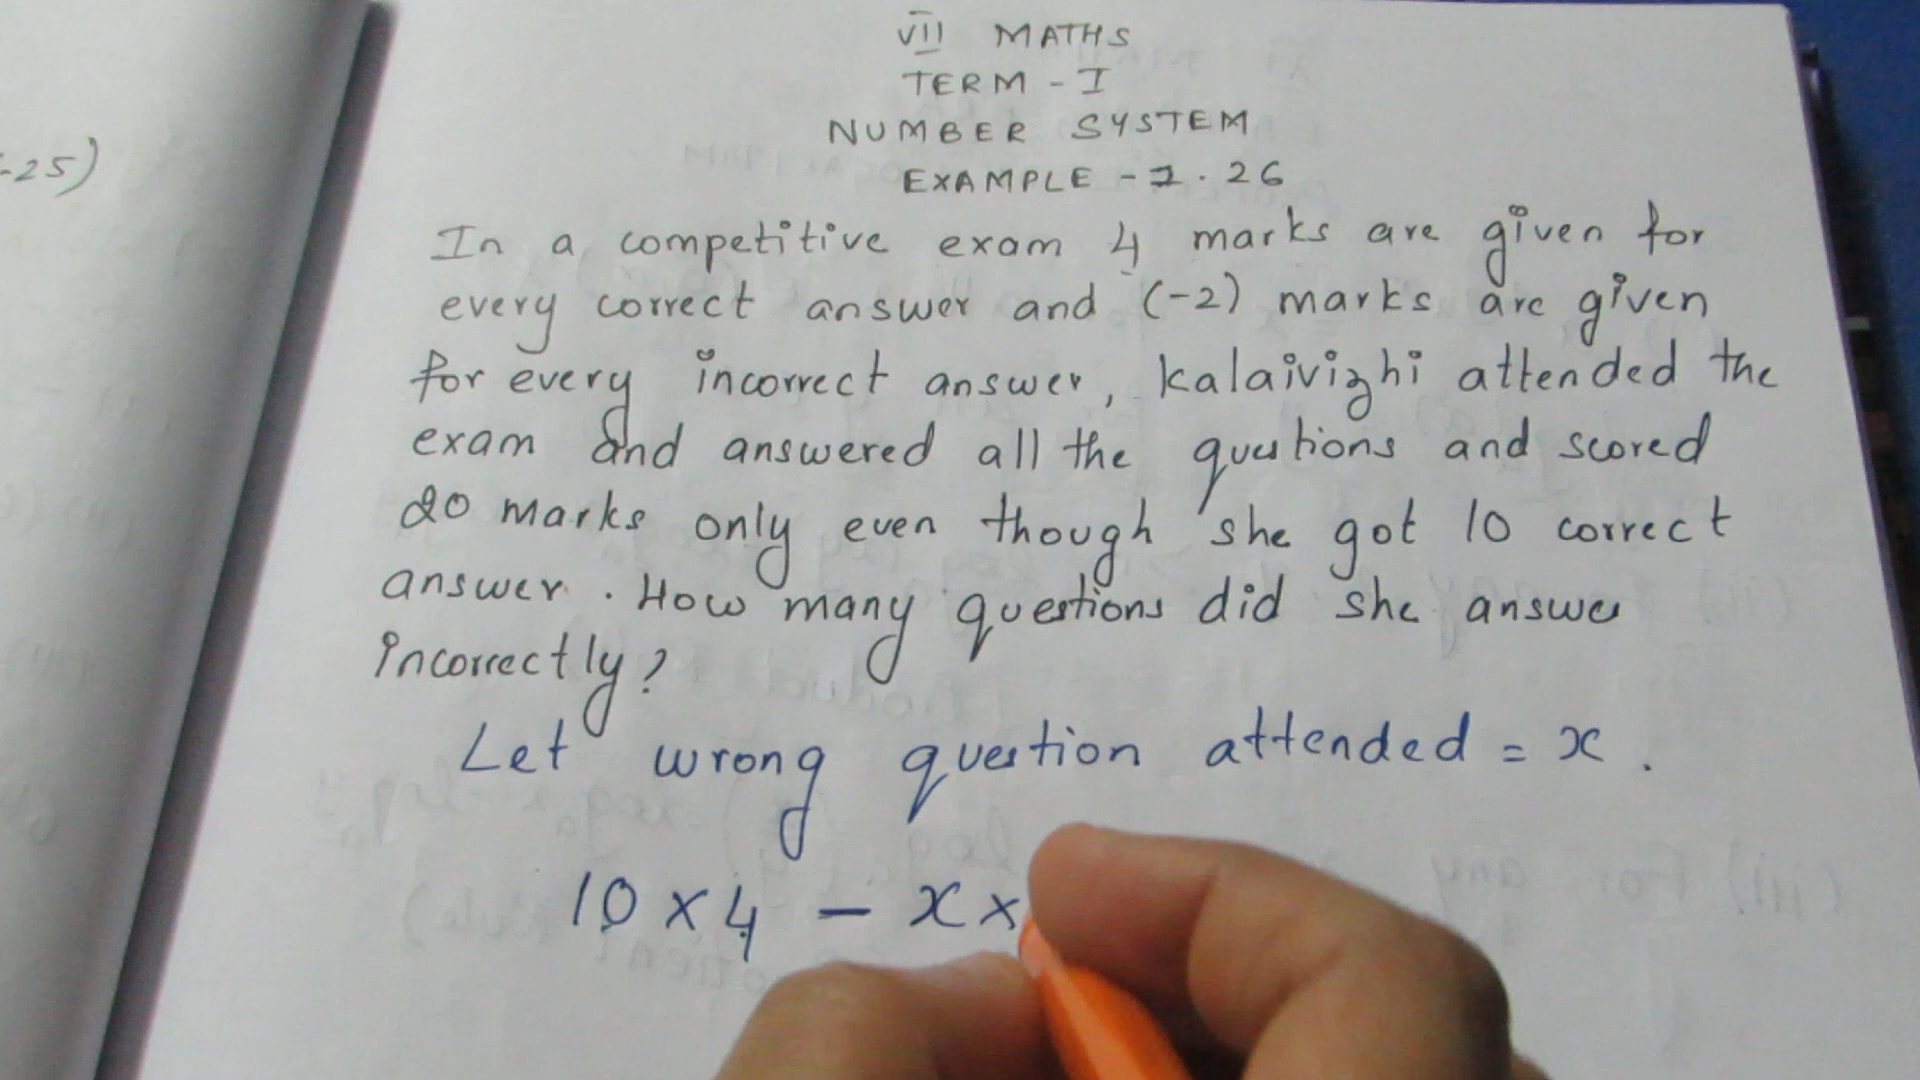 -25)
VII MATHS
TERM - I
NUMBER SYSTEM
EXAMPLE - 1.26
In a competitive exam 4 marks are given for
every correct answer and (-2) marks are given
for every incorrect answer, kalaivizhi attended the
exam and answered all the questions and scored
20 marks only even though she got 10 correct
answer. How many questions did she answer
incorrectly?
Let wrong question attended = x.
10 x 4 - x x